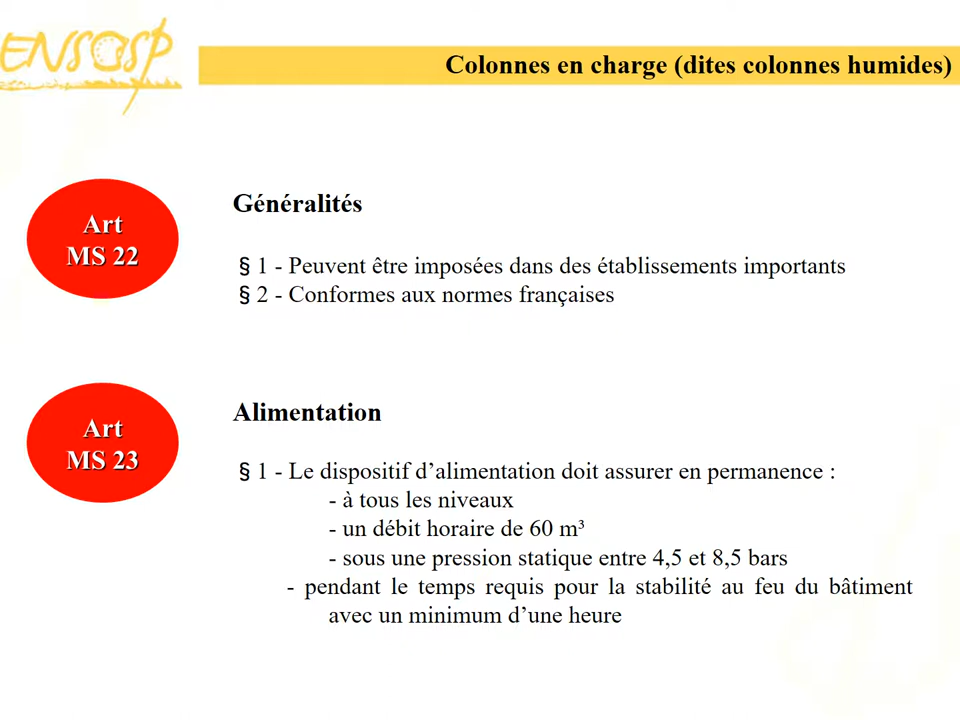 ENSOSP
Colonnes en charge (dites colonnes humides)
Art
MS 22
Généralités
§ 1 - Peuvent être imposées dans des établissements importants
§ 2 - Conformes aux normes françaises
Art
MS 23
Alimentation
§ 1 - Le dispositif d’alimentation doit assurer en permanence :
- à tous les niveaux
- un débit horaire de 60 m³
- sous une pression statique entre 4,5 et 8,5 bars
- pendant le temps requis pour la stabilité au feu du bâtiment
avec un minimum d’une heure